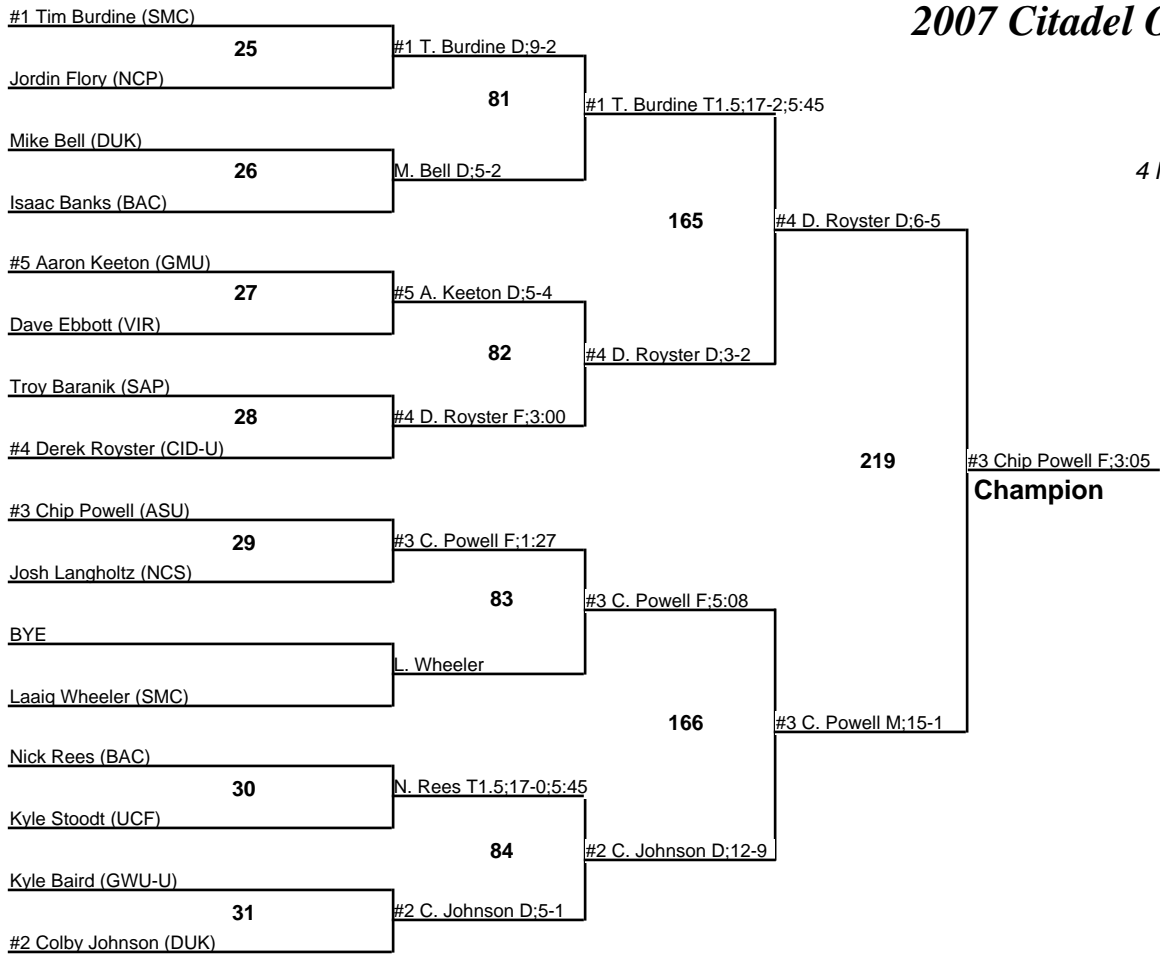 #1 Tim Burdine (SMC)
2007 Citadel O
25
#1 T. Burdine D;9-2
Jordin Flory (NCP)
81
#1 T. Burdine T1.5;17-2;5:45
Mike Bell (DUK)
26
M. Bell D;5-2
4
Isaac Banks (BAC)
165
#4 D. Royster D;6-5
#5 Aaron Keeton (GMU)
27
#5 A. Keeton D;5-4
Dave Ebbott (VIR)
82
#4 D. Royster D;3-2
Troy Baranik (SAP)
28
#4 D. Royster F;3:00
#4 Derek Royster (CID-U)
219
#3 Chip Powell F;3:05
Champion
#3 Chip Powell (ASU)
29
#3 C. Powell F;1:27
Josh Langholtz (NCS)
83
#3 C. Powell F;5:08
BYE
L. Wheeler
Laaig Wheeler (SMC)
166
#3 C. Powell M;15-1
Nick Rees (BAC)
30
N. Rees T1.5;17-0;5:45
Kyle Stoodt (UCF)
84
#2 C. Johnson D;12-9
Kyle Baird (GWU-U)
31
#2 C. Johnson D;5-1
#2 Colby Johnson (DUK)